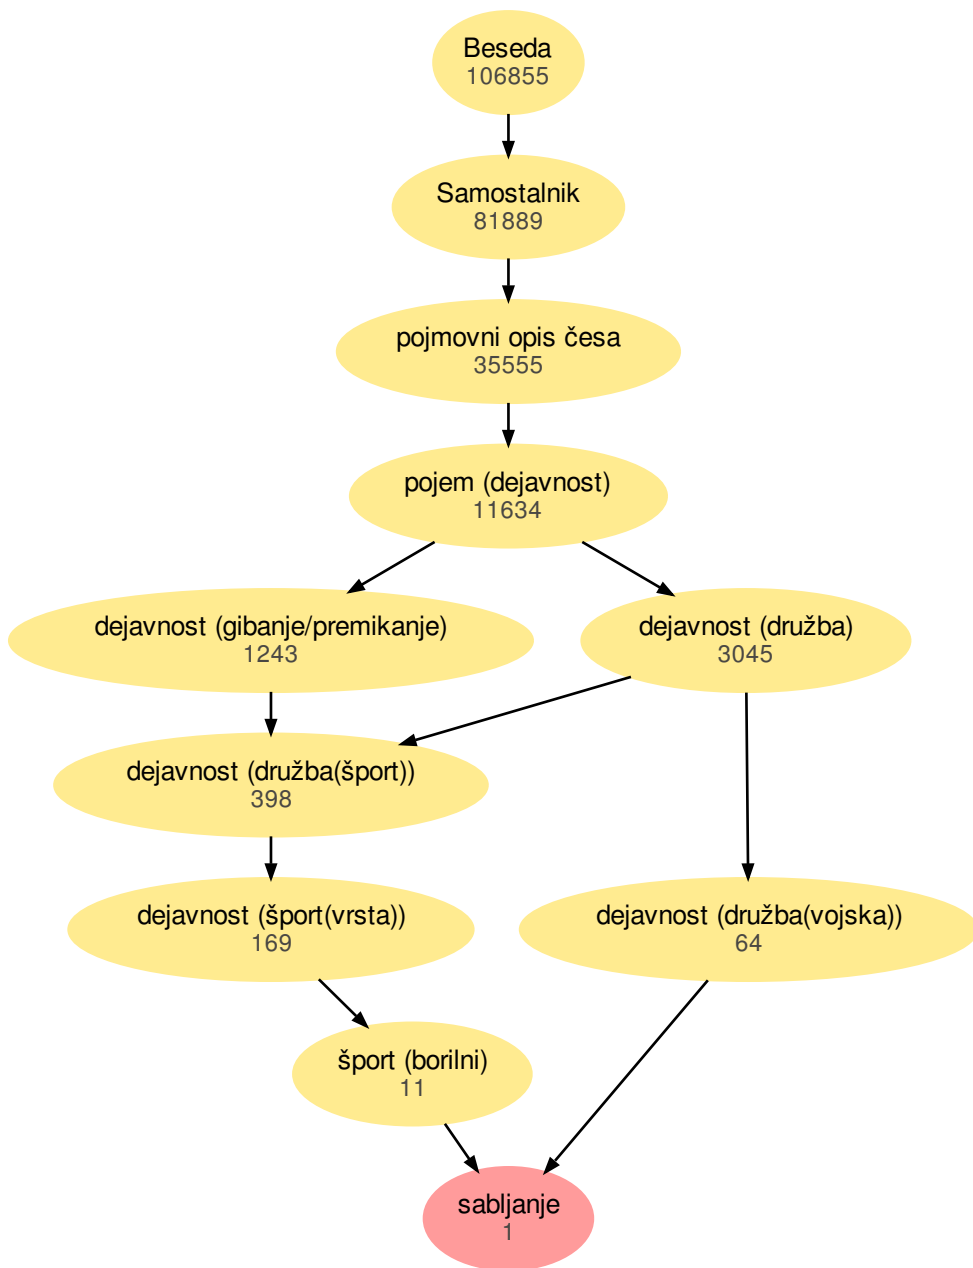 Beseda
106855
Samostalnik
81889
pojmovni opis česa
35555
pojem (dejavnost)
11634
dejavnost (gibanje/premikanje)
1243
dejavnost (družba)
3045
dejavnost (družba(šport))
398
dejavnost (šport(vrsta))
169
dejavnost (družba(vojska))
64
šport (borilni)
11
sabljanje
1